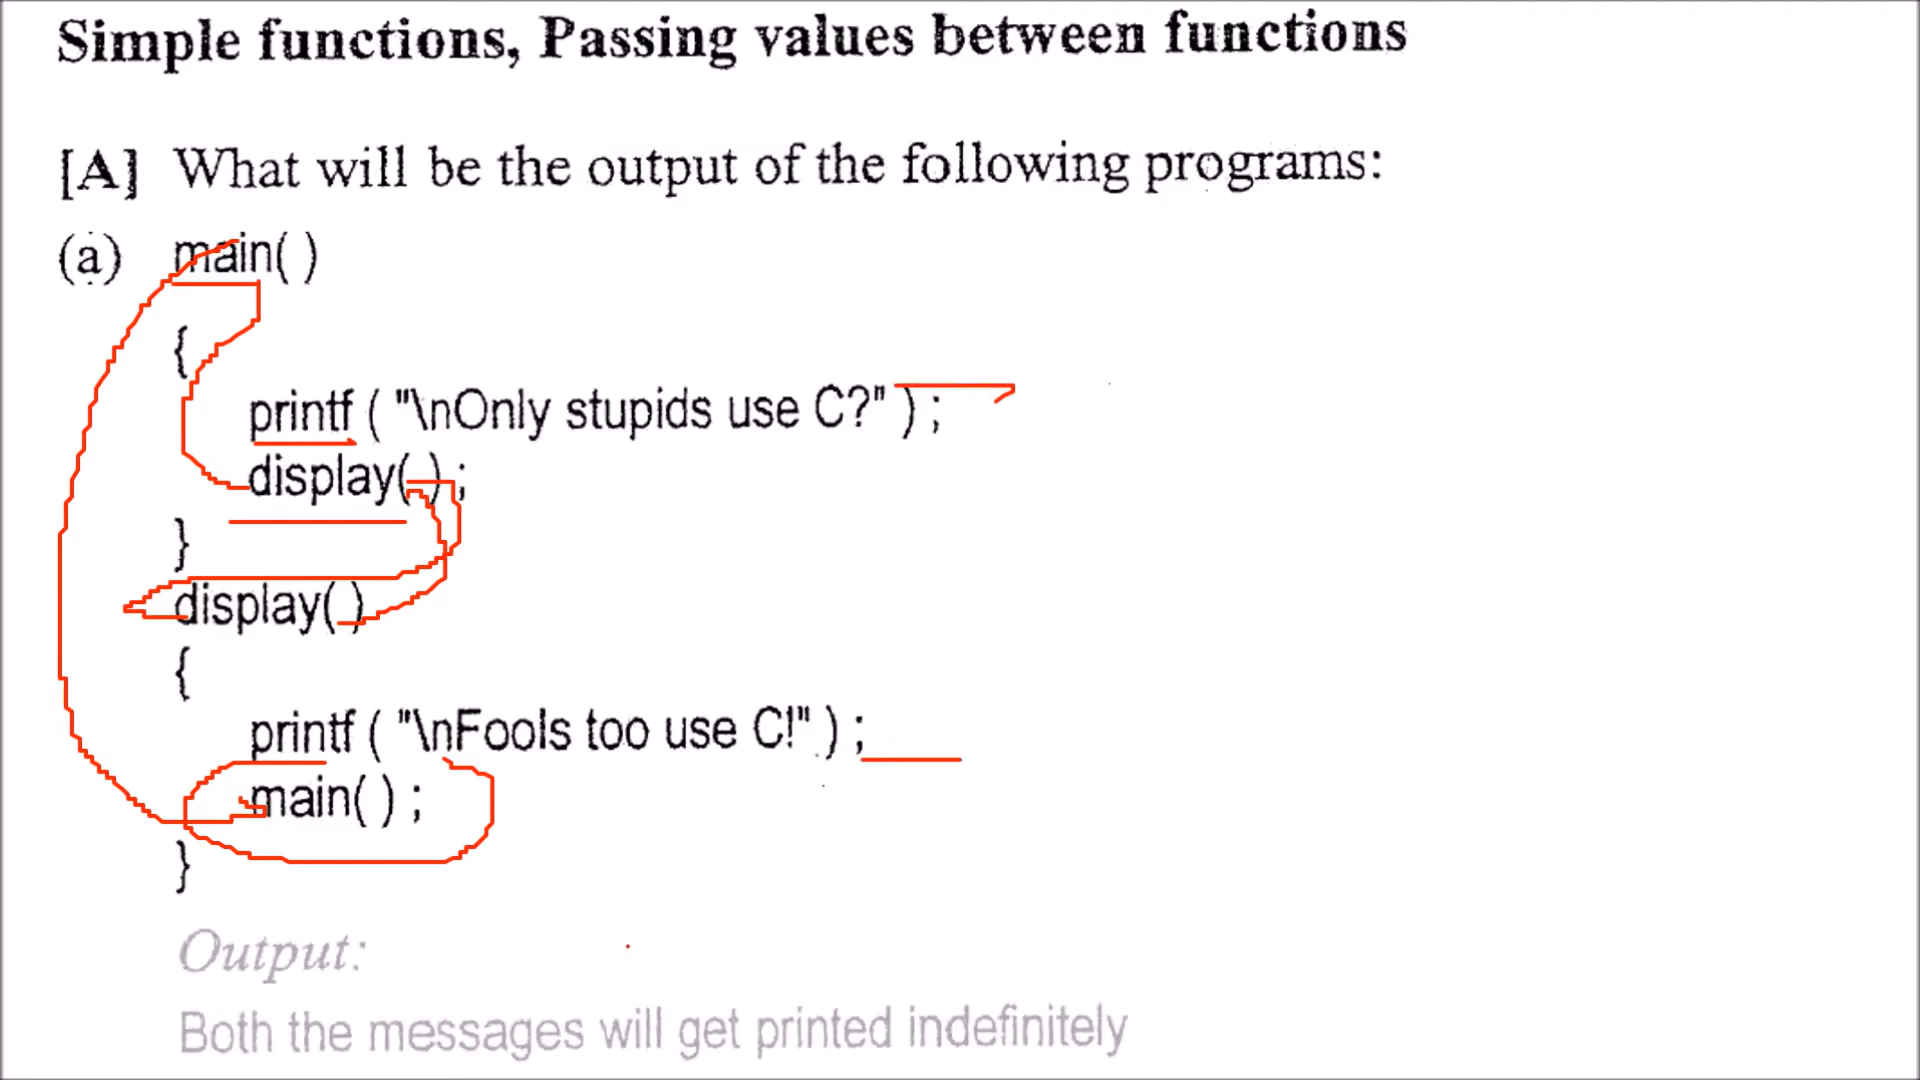 Simple functions, Passing values between functions
[A] What will be the output of the following programs:
(a) main( )
{
printf ( "\nOnly stupids use C?" ) ;
display( ) ;
}
display( )
{
printf ( "\nFools too use C!" ) ;
main( ) ;
}
Output:
Both the messages will get printed indefinitely